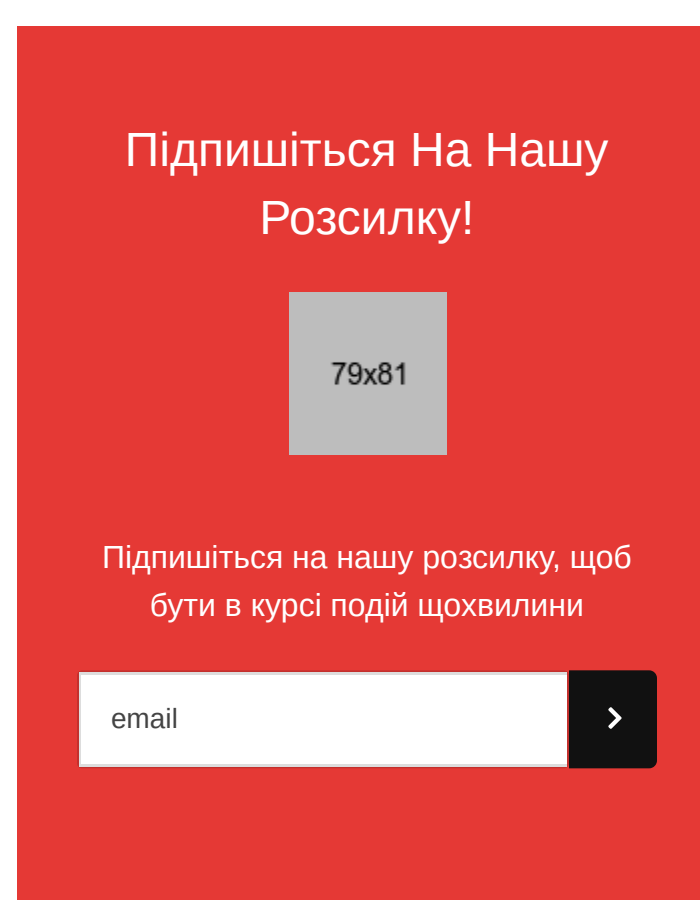 Підпишіться На Нашу
Розсилку!
79x81
Підпишіться на нашу розсилку, щоб
бути в курсі подій щохвилини
email